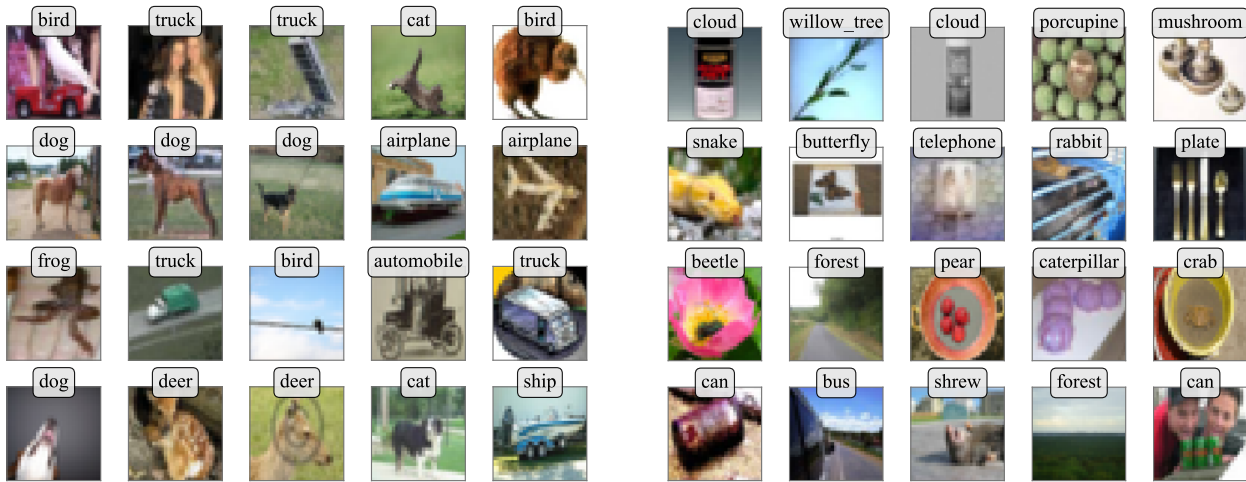 bird truck truck cat bird
cloud willow_tree cloud porcupine mushroom
dog dog dog airplane airplane
snake butterfly telephone rabbit plate
frog truck bird automobile truck
beetle forest pear caterpillar crab
dog deer deer cat ship
can bus shrew forest can